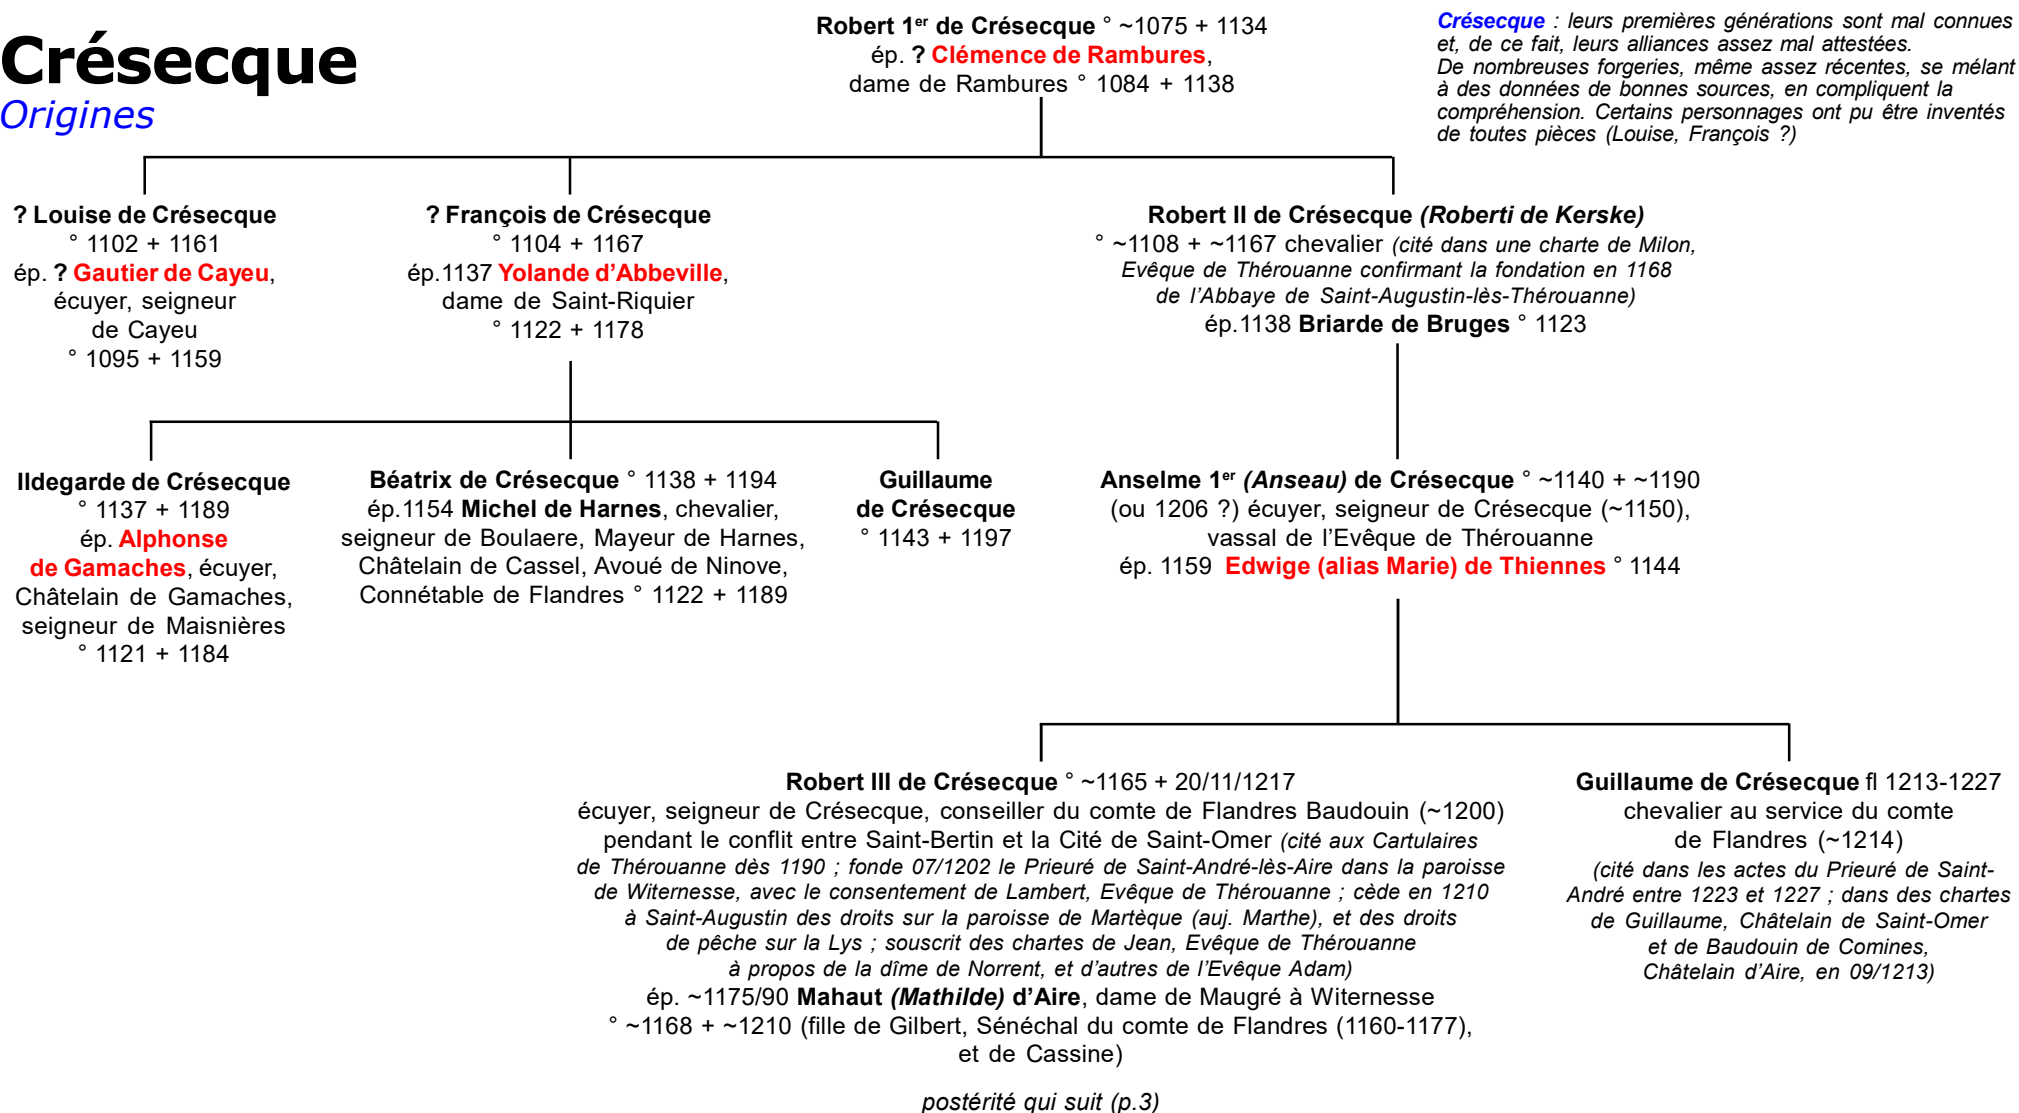 Crésecque
Origines
Robert 1er de Crésecque ° ~1075 + 1134
ép. ? Clémence de Rambures,
dame de Rambures ° 1084 + 1138
Crésecque : leurs premières générations sont mal connues
et, de ce fait, leurs alliances assez mal attestées.
De nombreuses forgeries, même assez récentes, se mélant
à des données de bonnes sources, en compliquent la
compréhension. Certains personnages ont pu être inventés
de toutes pièces (Louise, François ?)
? Louise de Crésecque
° 1102 + 1161
ép. ? Gautier de Cayeu,
écuyer, seigneur
de Cayeu
° 1095 + 1159
? François de Crésecque
° 1104 + 1167
ép.1137 Yolande d’Abbeville,
dame de Saint-Riquier
° 1122 + 1178
Robert II de Crésecque (Roberti de Kerske)
° ~1108 + ~1167 chevalier (cité dans une charte de Milon,
Evêque de Thérouanne confirmant la fondation en 1168
de l’Abbaye de Saint-Augustin-lès-Thérouanne)
ép.1138 Briarde de Bruges ° 1123
Ildegarde de Crésecque
° 1137 + 1189
ép. Alphonse
de Gamaches, écuyer,
Châtelain de Gamaches,
seigneur de Maisnières
° 1121 + 1184
Béatrix de Crésecque ° 1138 + 1194
ép.1154 Michel de Harnes, chevalier,
seigneur de Boulaere, Mayeur de Harnes,
Châtelain de Cassel, Avoué de Ninove,
Connétable de Flandres ° 1122 + 1189
Guillaume
de Crésecque
° 1143 + 1197
Anselme 1er (Anseau) de Crésecque ° ~1140 + ~1190
(ou 1206 ?) écuyer, seigneur de Crésecque (~1150),
vassal de l’Evêque de Thérouanne
ép. 1159 Edwige (alias Marie) de Thiennes ° 1144
Robert III de Crésecque ° ~1165 + 20/11/1217
écuyer, seigneur de Crésecque, conseiller du comte de Flandres Baudouin (~1200)
pendant le conflit entre Saint-Bertin et la Cité de Saint-Omer (cité aux Cartulaires
de Thérouanne dès 1190 ; fonde 07/1202 le Prieuré de Saint-André-lès-Aire dans la paroisse
de Witernesse, avec le consentement de Lambert, Evêque de Thérouanne ; cède en 1210
à Saint-Augustin des droits sur la paroisse de Martèque (auj. Marthe), et des droits
de pêche sur la Lys ; souscrit des chartes de Jean, Evêque de Thérouanne
à propos de la dîme de Norrent, et d’autres de l’Evêque Adam)
ép. ~1175/90 Mahaut (Mathilde) d’Aire, dame de Maugré à Witernesse
° ~1168 + ~1210 (fille de Gilbert, Sénéchal du comte de Flandres (1160-1177),
et de Cassine)
postérité qui suit (p.3)
Guillaume de Crésecque fl 1213-1227
chevalier au service du comte
de Flandres (~1214)
(cité dans les actes du Prieuré de Saint-
André entre 1223 et 1227 ; dans des chartes
de Guillaume, Châtelain de Saint-Omer
et de Baudouin de Comines,
Châtelain d’Aire, en 09/1213)